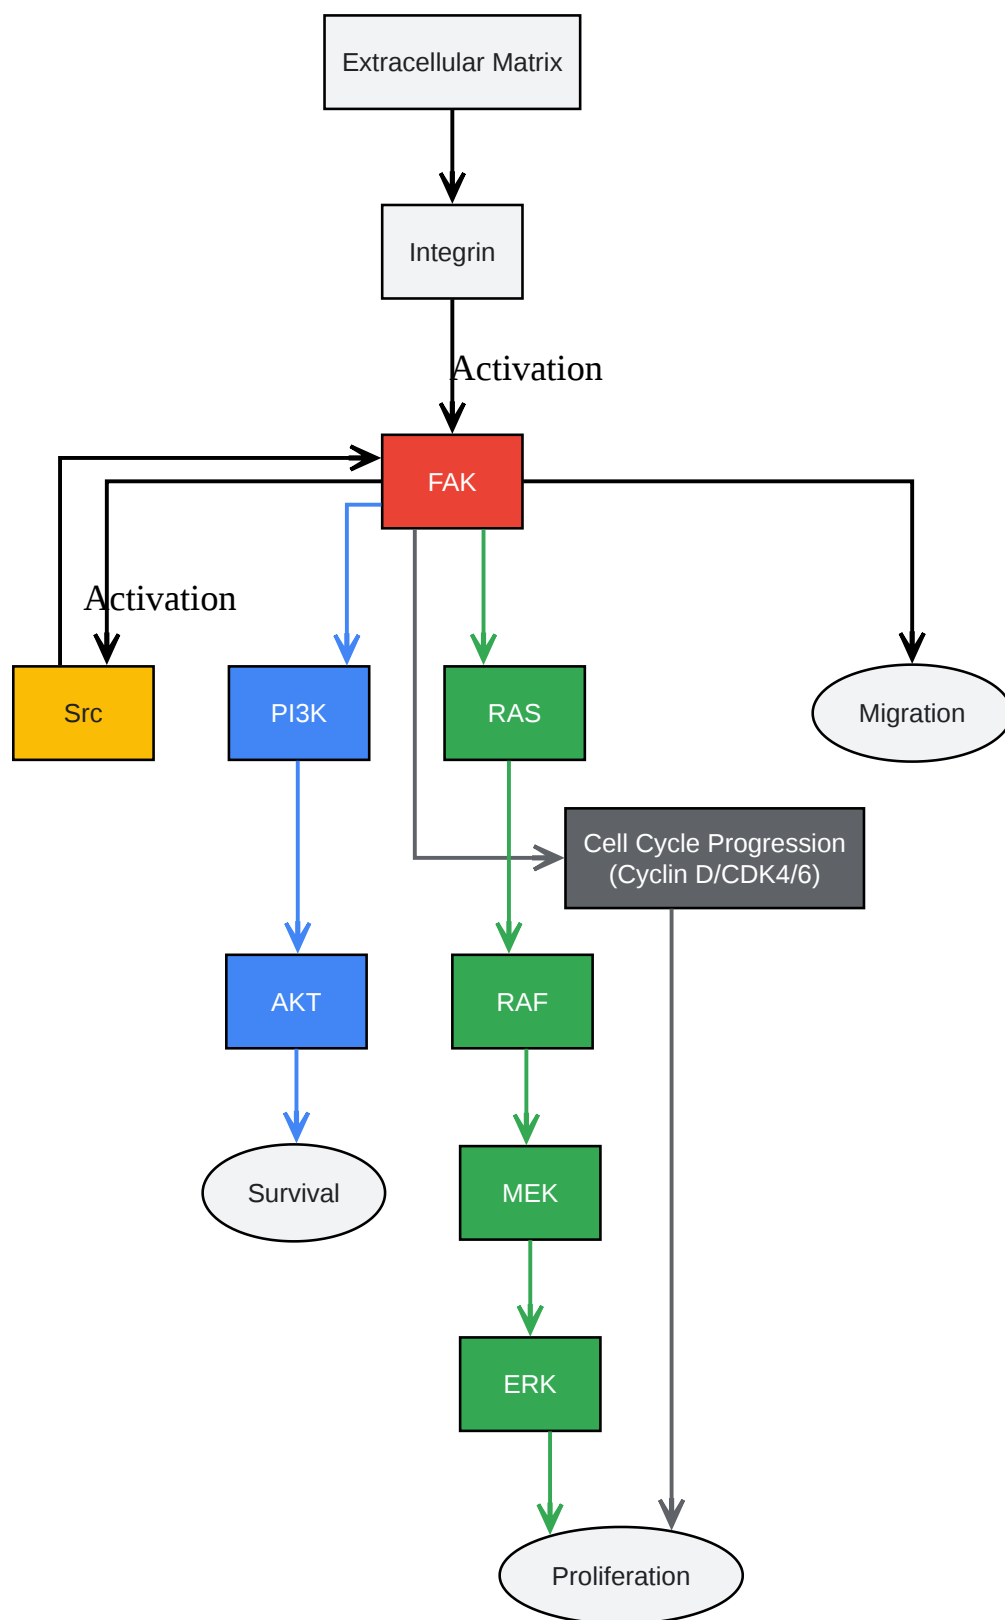 Extracellular Matrix
Integrin
Activation
FAK
Activation
Src
PI3K
RAS
Migration
Cell Cycle Progression
(Cyclin D/CDK4/6)
AKT
RAF
Survival
MEK
ERK
Proliferation